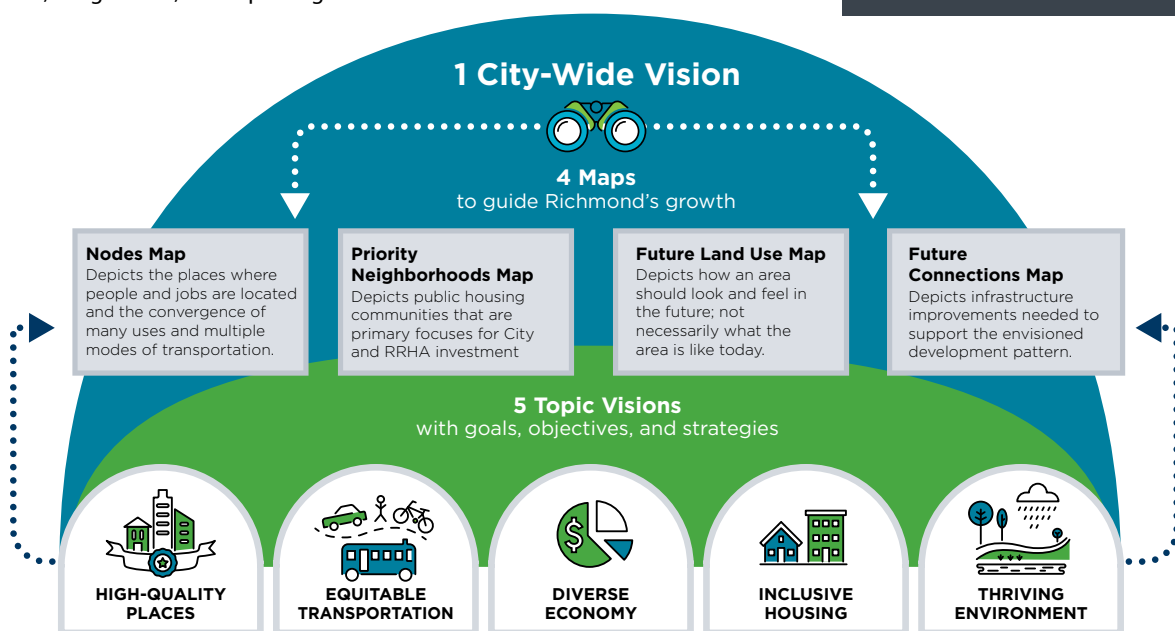 1 City-Wide Vision
4 Maps
to guide Richmond's growth
Nodes Map
Depicts the places where
people and jobs are located
and the convergence of
many uses and multiple
modes of transportation.
Priority
Neighborhoods Map
Depicts public housing
communities that are
primary focuses for City
and RRHA investment
Future Land Use Map
Depicts how an area
should look and feel in
the future; not
necessarily what the
area is like today.
Future
Connections Map
Depicts infrastructure
improvements needed to
support the envisioned
development pattern.
5 Topic Visions
with goals, objectives, and strategies
$
HIGH-QUALITY
PLACES
EQUITABLE
TRANSPORTATION
DIVERSE
ECONOMY
INCLUSIVE
HOUSING
THRIVING
ENVIRONMENT